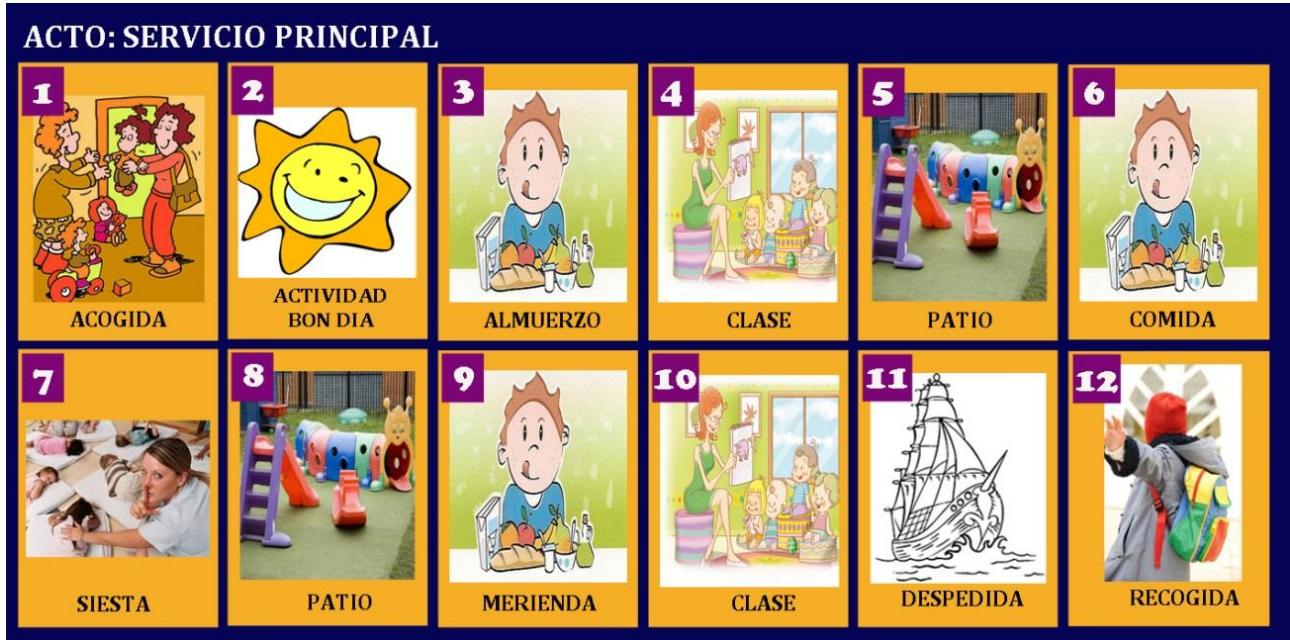 ACTO: SERVICIO PRINCIPAL
1
ACOGIDA
2
ACTIVIDAD
BON DIA
3
ALMUERZO
4
CLASE
5
PATIO
6
COMIDA
7
SIESTA
8
PATIO
9
MERIENDA
10
CLASE
11
DESPEDIDA
12
RECOGIDA